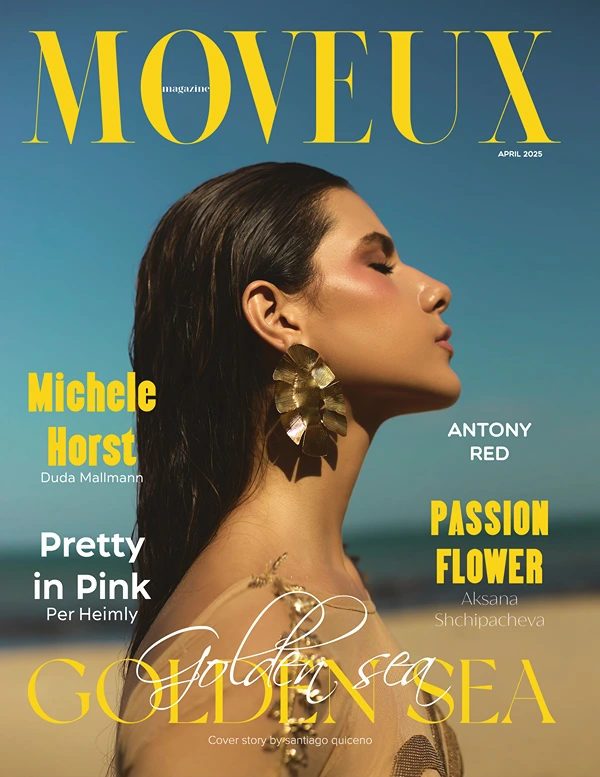 MOVEUX
magazine
APRIL 2025
Michele
Horst
Duda Mallmann
ANTONY
RED
PASSION
FLOWER
Aksana
Shchipacheva
Pretty
in Pink
Per Heimly
Golden sea
GOLDEN SEA
Cover story by santiago quiceno